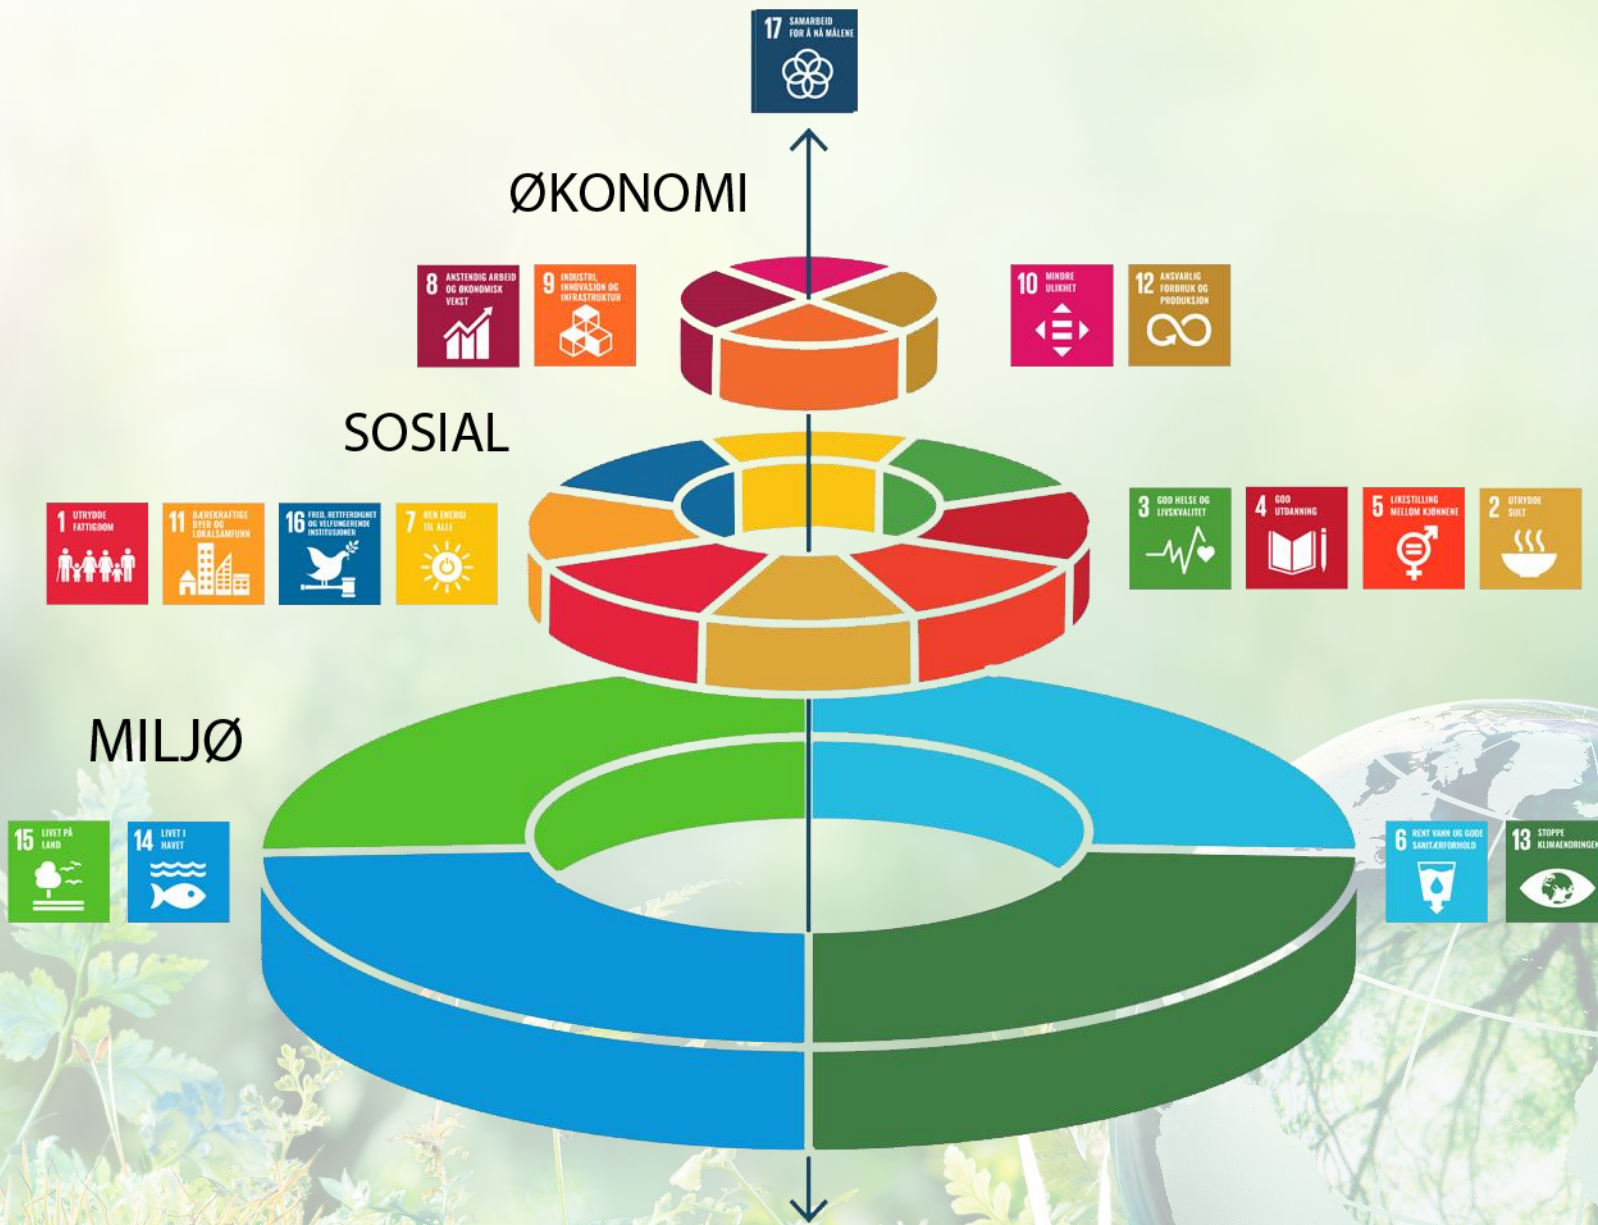 17 SAMARBEID
FOR Å NÅ MÅLENE
ØKONOMI
8 ANSTENDIG ARBEID
OG ØKONOMISK
VEKST
9 INDUSTRI,
INNOVASJON OG
INFRASTRUKTUR
10 MINDRE
ULIKHET
12 ANSVARLIG
FORBRUK OG
PRODUKSJON
SOSIAL
1 UTRYDDE
FATTIGDOM
11 BÆREKRAFTIGE
BYER OG
LOKALSAMFUNN
16 FRED, RETTFERDIGHET
OG VELFUNGERENDE
INSTITUSJONER
7 REN ENERGI
TIL ALLE
3 GOD HELSE OG
LIVSKVALITET
4 GOD
UTDANNING
5 LIKESTILLING
MELLOM KJØNNENE
2 UTRYDDE
SULT
MILJØ
15 LIVET PÅ
LAND
14 LIVET I
HAVET
6 RENT VANN OG GODE
SANITÆRFORHOLD
13 STOPPE
KLIMAENDRINGEN